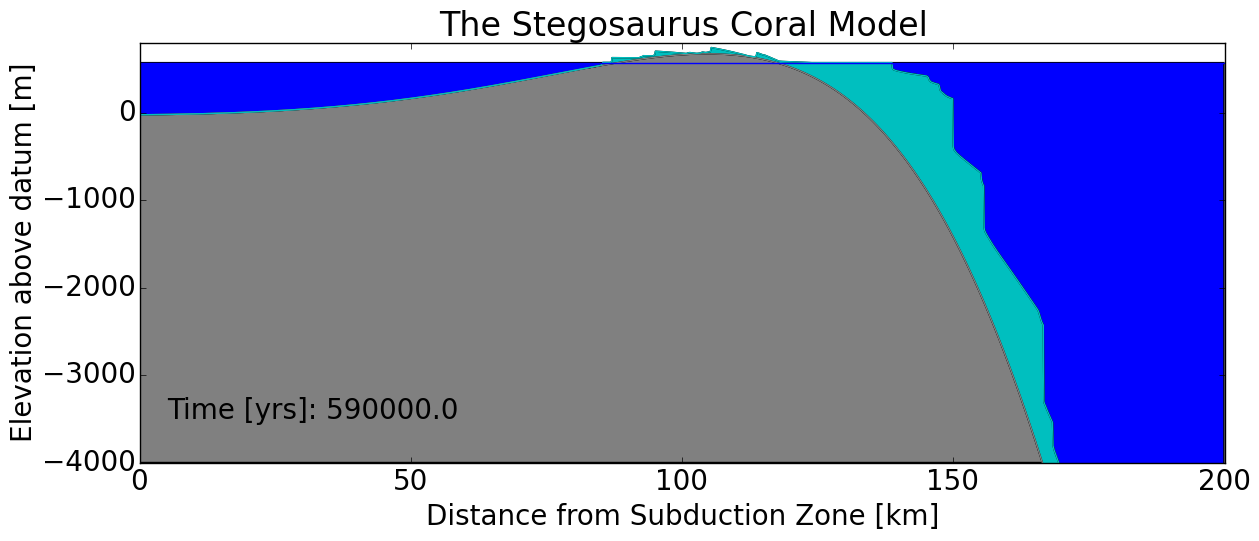 The Stegosaurus Coral Model
Elevation above datum [m]
0
−1000
−2000
−3000
−4000
Time [yrs]: 590000.0
0 50 100 150 200
Distance from Subduction Zone [km]